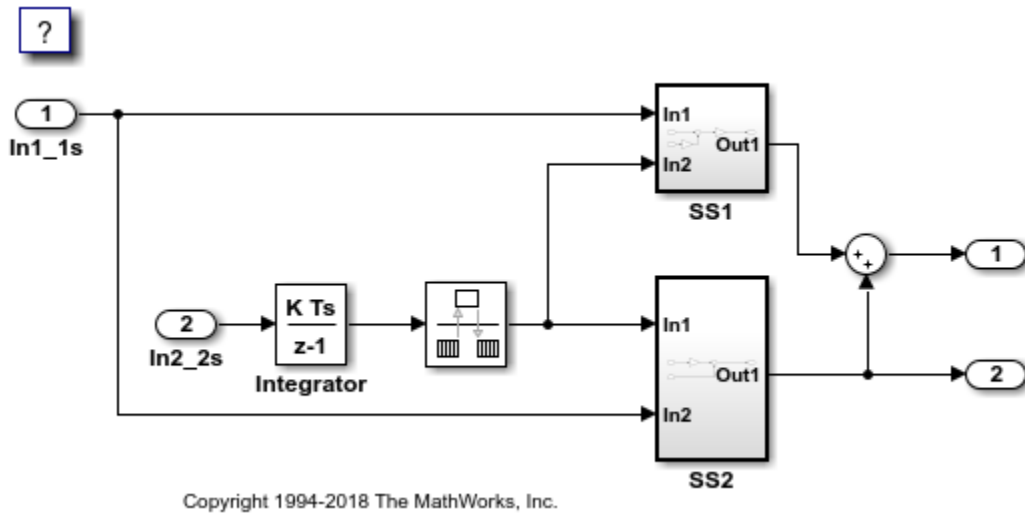 ?
1
In1_1s
In1
In2
Out1
SS1
+
+
1
2
In2_2s
K Ts
z-1
Integrator
In1
Out1
In2
SS2
2
Copyright 1994-2018 The MathWorks, Inc.